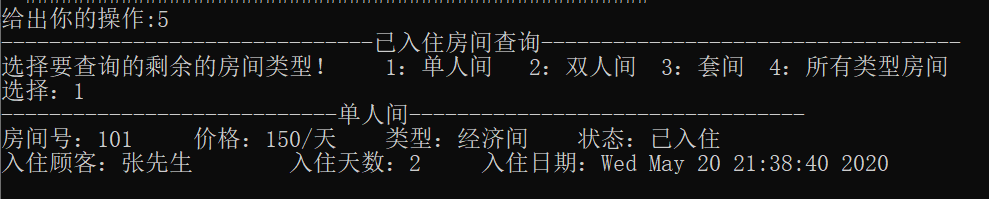 给出你的操作:5
-------------------------------已入住房间查询-----------------------------------
选择要查询的剩余的房间类型!    1: 单人间   2: 双人间  3: 套间  4: 所有类型房间
选择: 1
----------------------------单人间---------------------------------
房间号: 101     价格: 150/天    类型: 经济间    状态: 已入住
入住顾客: 张先生        入住天数: 2     入住日期: Wed May 20 21:38:40 2020